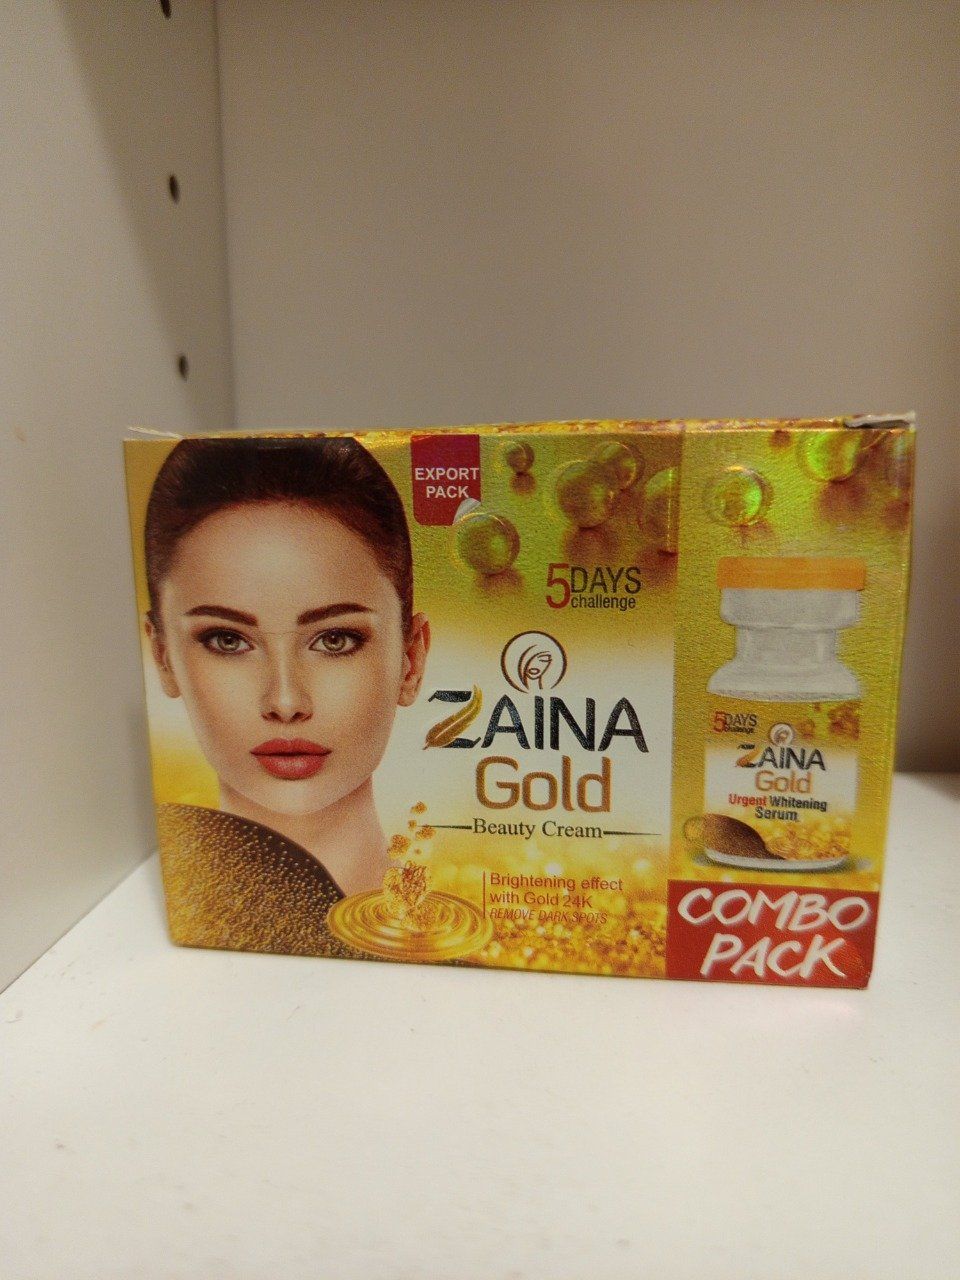 EXPORT
PACK
5DAYS
challenge
ZAINA
Gold
Beauty Cream
Brightening effect
with Gold 24K
REMOVE DARK SPOTS
5DAYS
challenge
ZAINA
Gold
Urgent Whitening
Serum
COMBO
PACK